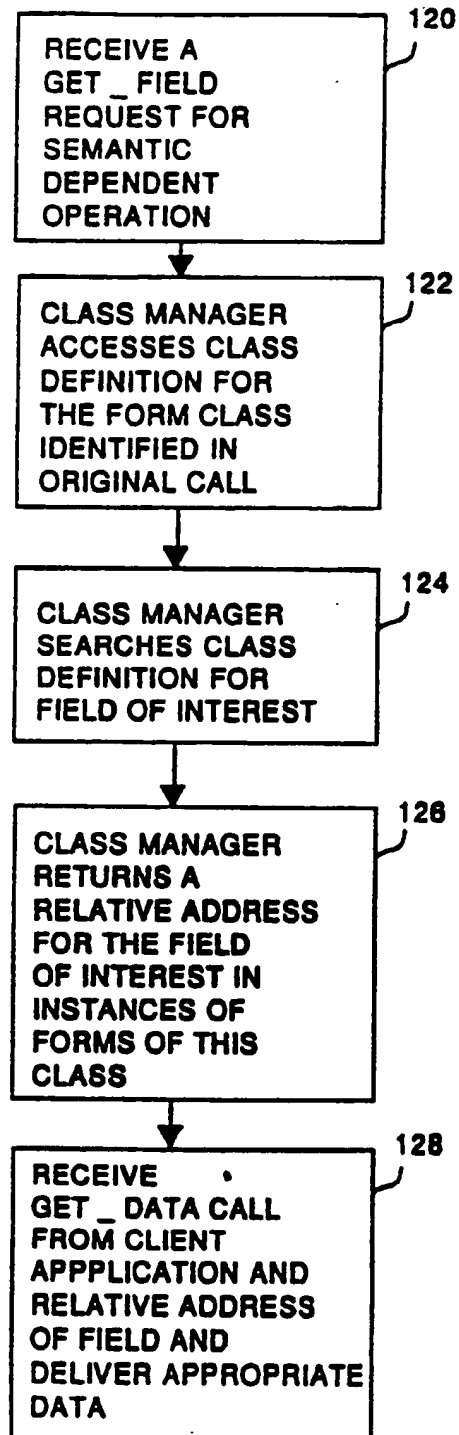 120
RECEIVE A
GET _ FIELD
REQUEST FOR
SEMANTIC
DEPENDENT
OPERATION
122
CLASS MANAGER
ACCESSES CLASS
DEFINITION FOR
THE FORM CLASS
IDENTIFIED IN
ORIGINAL CALL
124
CLASS MANAGER
SEARCHES CLASS
DEFINITION FOR
FIELD OF INTEREST
126
CLASS MANAGER
RETURNS A
RELATIVE ADDRESS
FOR THE FIELD
OF INTEREST IN
INSTANCES OF
FORMS OF THIS
CLASS
128
RECEIVE
GET _ DATA CALL
FROM CLIENT
APPPLICATION AND
RELATIVE ADDRESS
OF FIELD AND
DELIVER APPROPRIATE
DATA